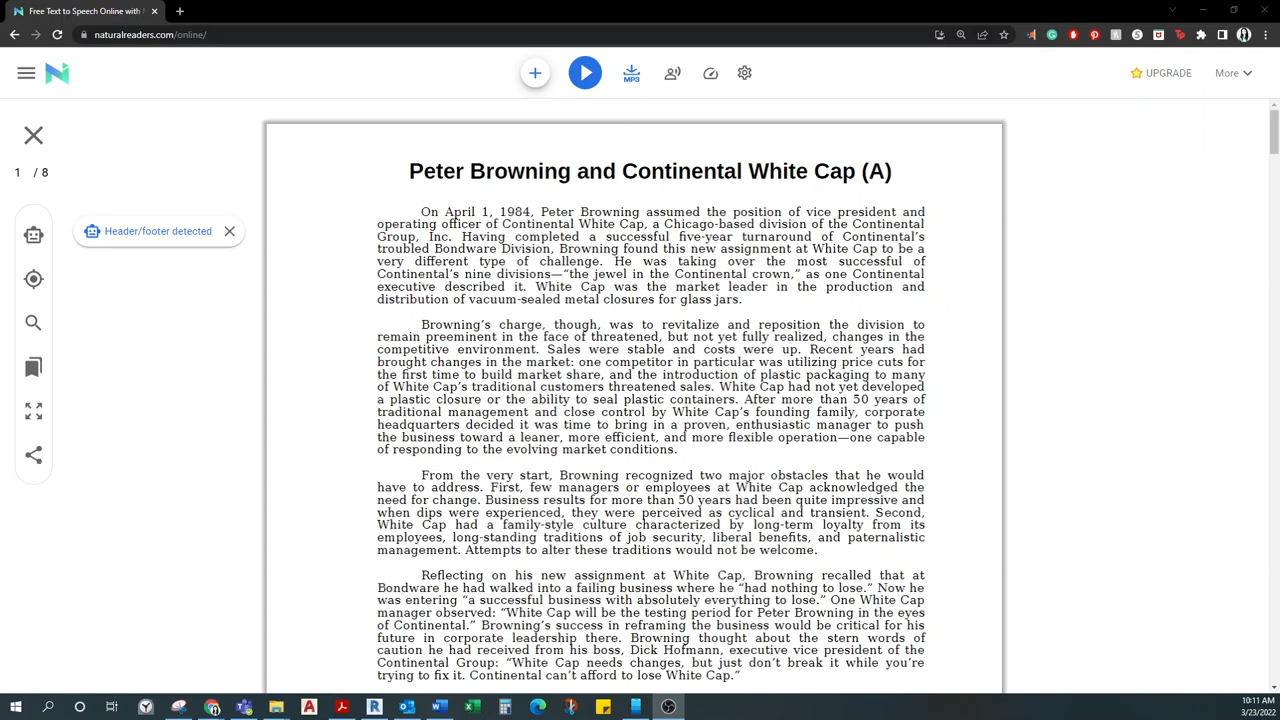 Free Text to Speech Online with
naturalreaders.com/online/
MP3
UPGRADE
More
1 / 8
Header/footer detected
Peter Browning and Continental White Cap (A)
On April 1, 1984, Peter Browning assumed the position of vice president and
operating officer of Continental White Cap, a Chicago-based division of the Continental
Group, Inc. Having completed a successful five-year turnaround of Continental’s
troubled Bondware Division, Browning found this new assignment at White Cap to be a
very different type of challenge. He was taking over the most successful of
Continental’s nine divisions—“the jewel in the Continental crown,” as one Continental
executive described it. White Cap was the market leader in the production and
distribution of vacuum-sealed metal closures for glass jars.
Browning’s charge, though, was to revitalize and reposition the division to
remain preeminent in the face of threatened, but not yet fully realized, changes in the
competitive environment. Sales were stable and costs were up. Recent years had
brought changes in the market: one competitor in particular was utilizing price cuts for
the first time to build market share, and the introduction of plastic packaging to many
of White Cap’s traditional customers threatened sales. White Cap had not yet developed
a plastic closure or the ability to seal plastic containers. After more than 50 years of
traditional management and close control by White Cap’s founding family, corporate
headquarters decided it was time to bring in a proven, enthusiastic manager to push
the business toward a leaner, more efficient, and more flexible operation—one capable
of responding to the evolving market conditions.
From the very start, Browning recognized two major obstacles that he would
have to address. First, few managers or employees at White Cap acknowledged the
need for change. Business results for more than 50 years had been quite impressive and
when dips were experienced, they were perceived as cyclical and transient. Second,
White Cap had a family-style culture characterized by long-term loyalty from its
employees, long-standing traditions of job security, liberal benefits, and paternalistic
management. Attempts to alter these traditions would not be welcome.
Reflecting on his new assignment at White Cap, Browning recalled that at
Bondware he had walked into a failing business where he “had nothing to lose.” Now he
was entering “a successful business with absolutely everything to lose.” One White Cap
manager observed: “White Cap will be the testing period for Peter Browning in the eyes
of Continental.” Browning’s success in reframing the business would be critical for his
future in corporate leadership there. Browning thought about the stern words of
caution he had received from his boss, Dick Hofmann, executive vice president of the
Continental Group: “White Cap needs changes, but just don’t break it while you’re
trying to fix it. Continental can’t afford to lose White Cap.”
10:11 AM
3/23/2022